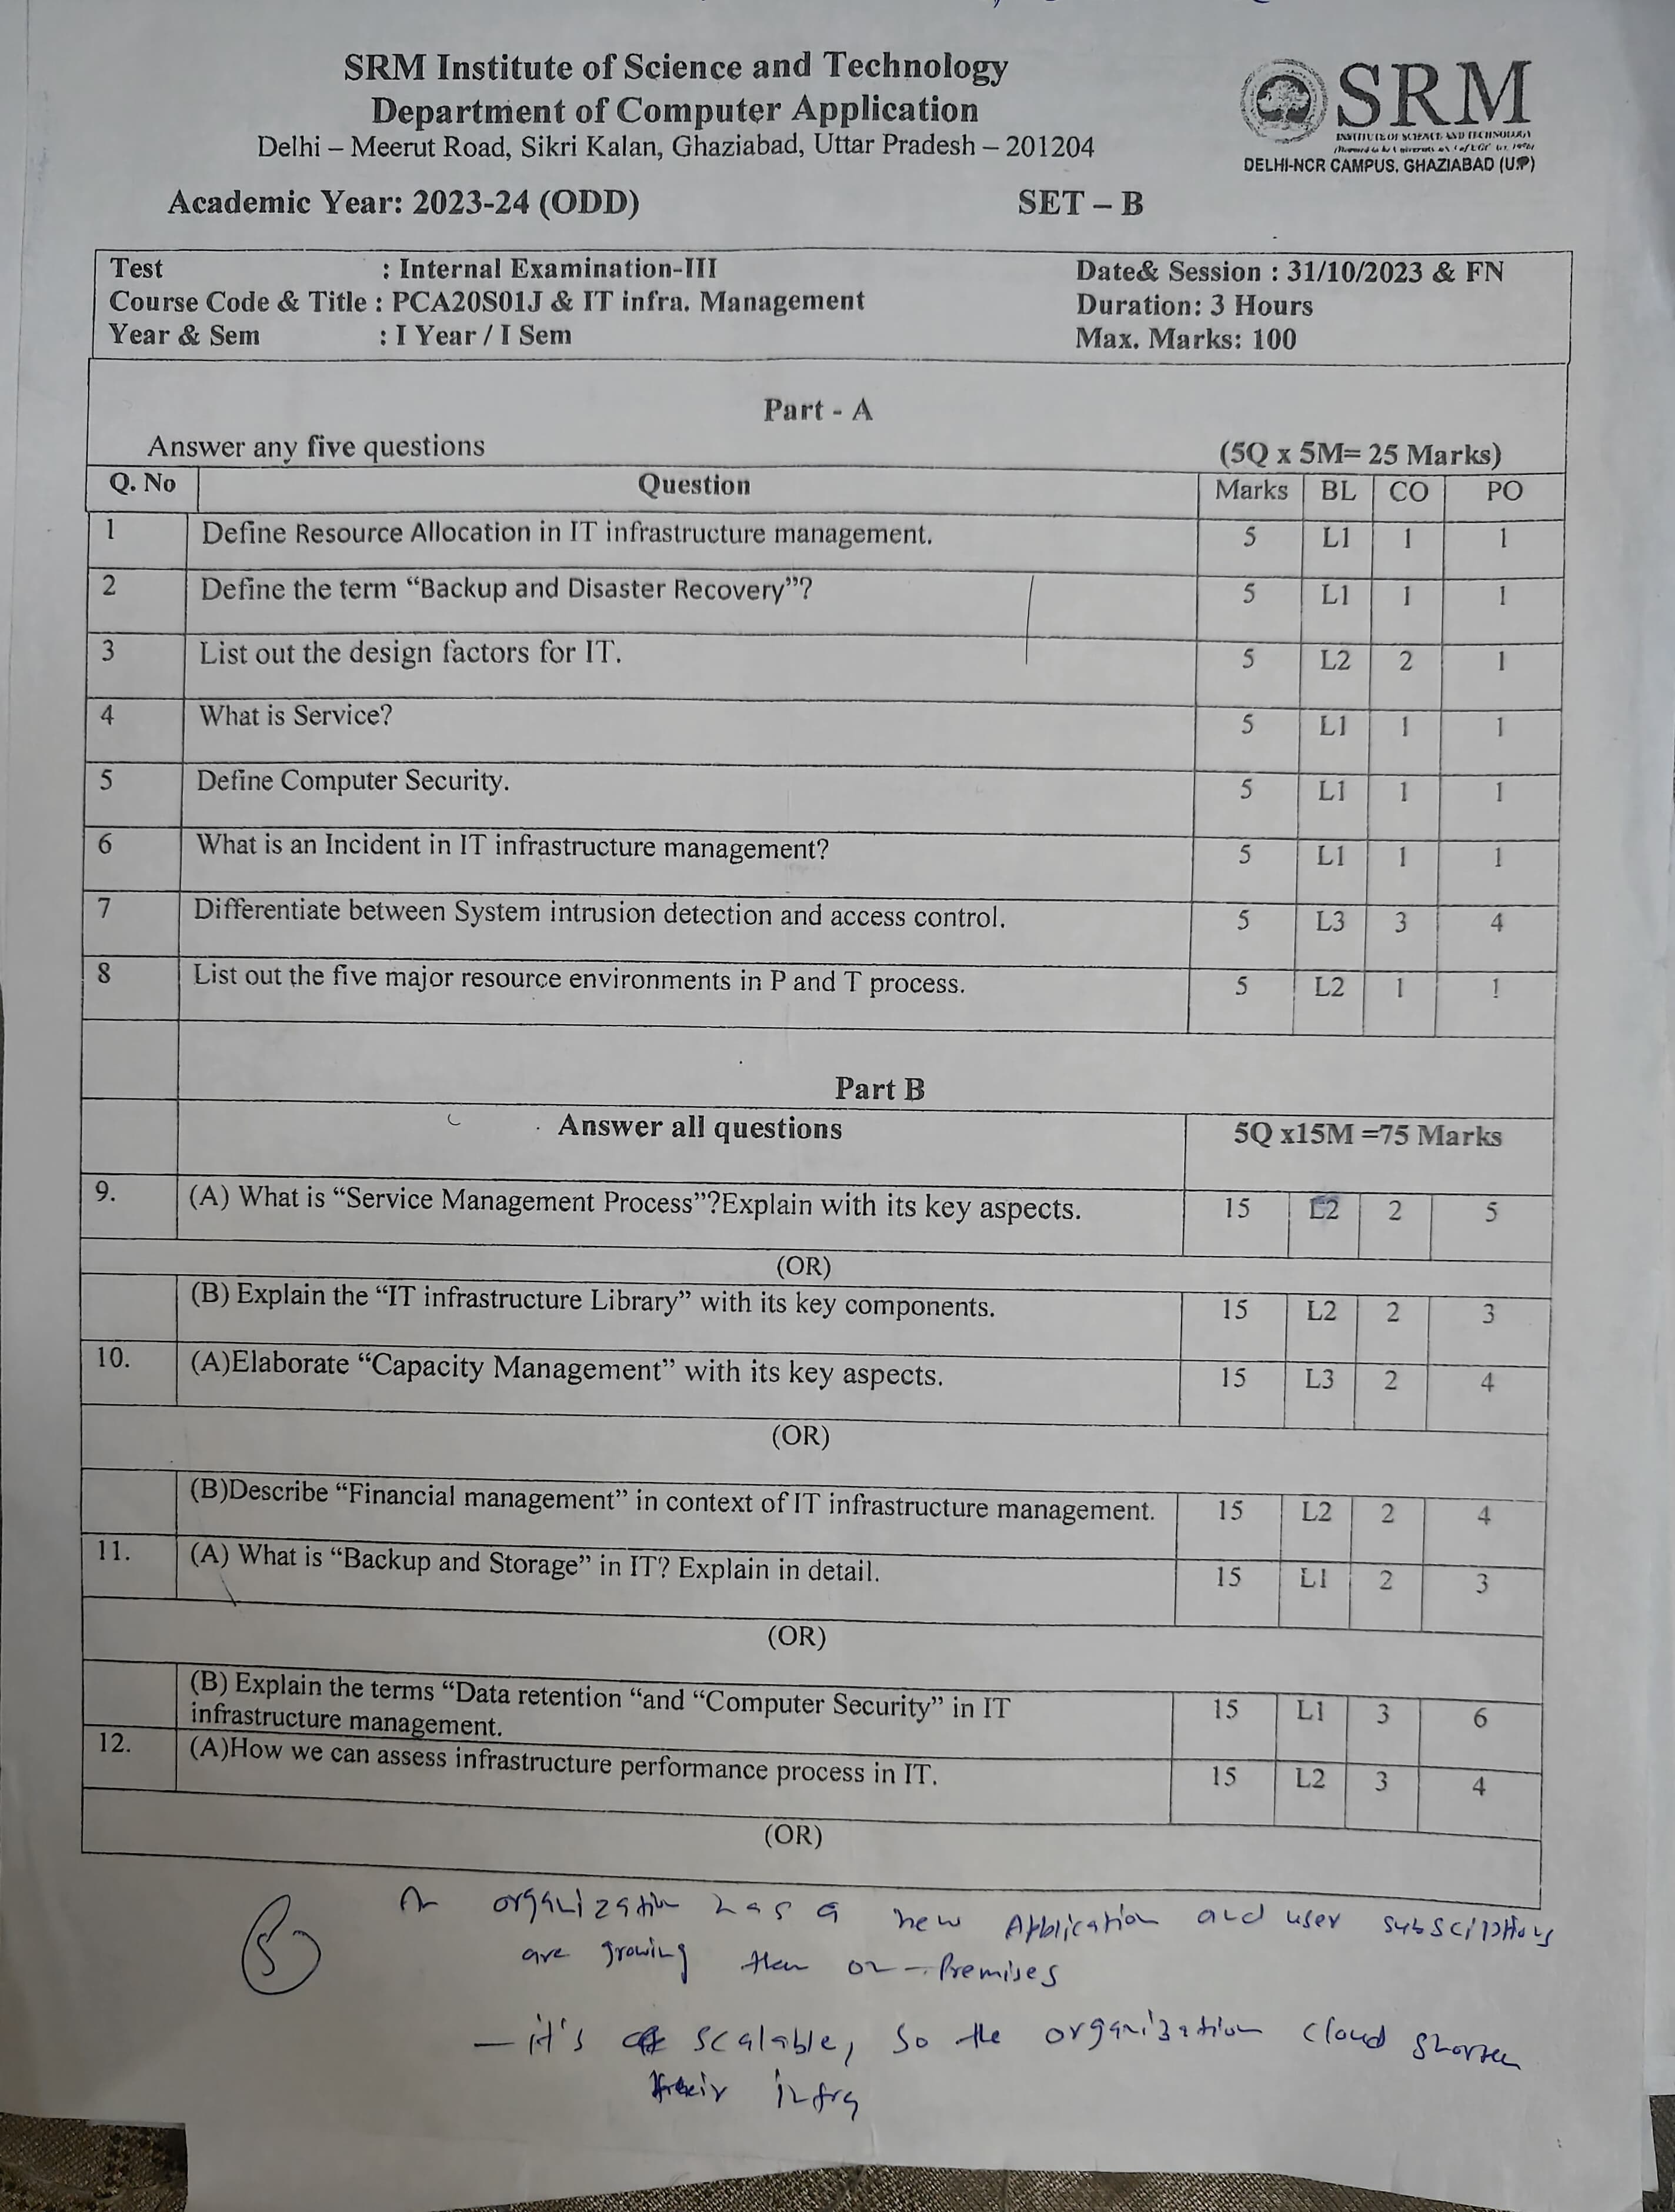 SRM Institute of Science and Technology
Department of Computer Application
Delhi – Meerut Road, Sikri Kalan, Ghaziabad, Uttar Pradesh – 201204
SRM
INSTITUTE OF SCIENCE AND TECHNOLOGY
DELHI-NCR CAMPUS, GHAZIABAD (U.P)
Academic Year: 2023-24 (ODD) SET – B
Test : Internal Examination-III Date& Session : 31/10/2023 & FN
Course Code & Title : PCA20S01J & IT infra. Management Duration: 3 Hours
Year & Sem : I Year / I Sem Max. Marks: 100
Part - A
Answer any five questions (5Q x 5M= 25 Marks)
Q. No Question Marks BL CO PO
1 Define Resource Allocation in IT infrastructure management. 5 L1 1 1
2 Define the term “Backup and Disaster Recovery”? 5 L1 1 1
3 List out the design factors for IT. 5 L2 2 1
4 What is Service? 5 L1 1 1
5 Define Computer Security. 5 L1 1 1
6 What is an Incident in IT infrastructure management? 5 L1 1 1
7 Differentiate between System intrusion detection and access control. 5 L3 3 4
8 List out the five major resource environments in P and T process. 5 L2 1 1
Part B
Answer all questions 5Q x15M =75 Marks
9. (A) What is “Service Management Process”?Explain with its key aspects. 15 L2 2 5
(OR)
(B) Explain the “IT infrastructure Library” with its key components. 15 L2 2 3
10. (A)Elaborate “Capacity Management” with its key aspects. 15 L3 2 4
(OR)
(B)Describe “Financial management” in context of IT infrastructure management. 15 L2 2 4
11. (A) What is “Backup and Storage” in IT? Explain in detail. 15 L1 2 3
(OR)
(B) Explain the terms “Data retention “and “Computer Security” in IT
infrastructure management. 15 L1 3 6
12. (A)How we can assess infrastructure performance process in IT. 15 L2 3 4
(OR)
organization has a new Application and user subscriptions
are growing then on-Premises
— it's scalable, So the organization cloud
their infra